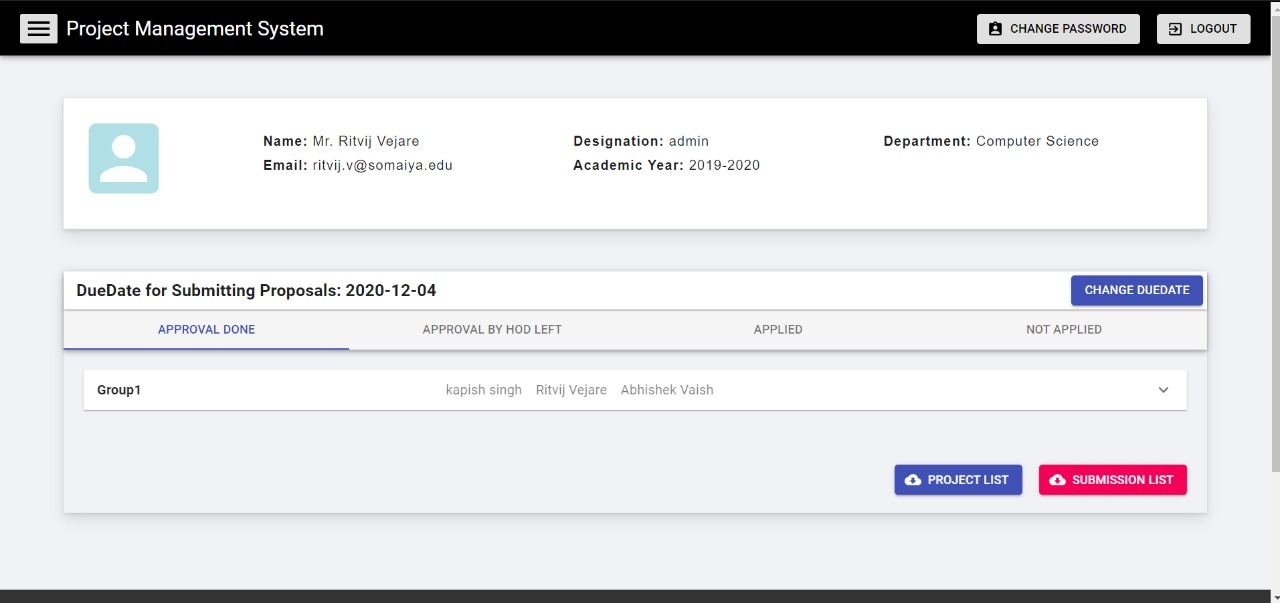 Project Management System
CHANGE PASSWORD
LOGOUT
Name: Mr. Ritvij Vejare
Designation: admin
Department: Computer Science
Email: ritvij.v@somaiya.edu
Academic Year: 2019-2020
DueDate for Submitting Proposals: 2020-12-04
CHANGE DUEDATE
APPROVAL DONE
APPROVAL BY HOD LEFT
APPLIED
NOT APPLIED
Group1
kapish singh Ritvij Vejare Abhishek Vaish
PROJECT LIST
SUBMISSION LIST